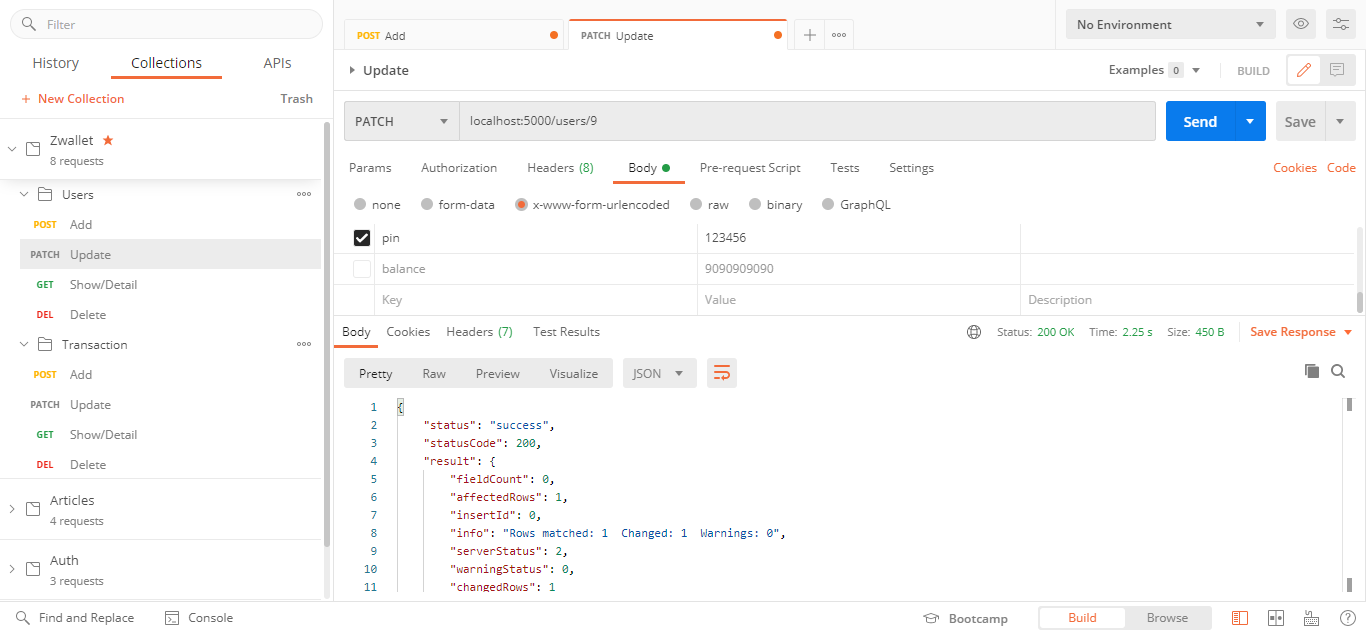 Filter
History Collections APIs
+ New Collection Trash
Zwallet
8 requests
Users
POST Add
PATCH Update
GET Show/Detail
DEL Delete
Transaction
POST Add
PATCH Update
GET Show/Detail
DEL Delete
Articles
4 requests
Auth
3 requests
POST Add
PATCH Update
No Environment
Update
Examples 0
BUILD
PATCH localhost:5000/users/9 Send Save
Params Authorization Headers (8) Body Pre-request Script Tests Settings Cookies Code
none form-data x-www-form-urlencoded raw binary GraphQL
pin 123456
balance 9090909090
Key Value Description
Body Cookies Headers (7) Test Results Status: 200 OK Time: 2.25 s Size: 450 B Save Response
Pretty Raw Preview Visualize JSON
1 {
2 "status": "success",
3 "statusCode": 200,
4 "result": {
5 "fieldCount": 0,
6 "affectedRows": 1,
7 "insertId": 0,
8 "info": "Rows matched: 1  Changed: 1  Warnings: 0",
9 "serverStatus": 2,
10 "warningStatus": 0,
11 "changedRows": 1
Find and Replace Console Bootcamp Build Browse